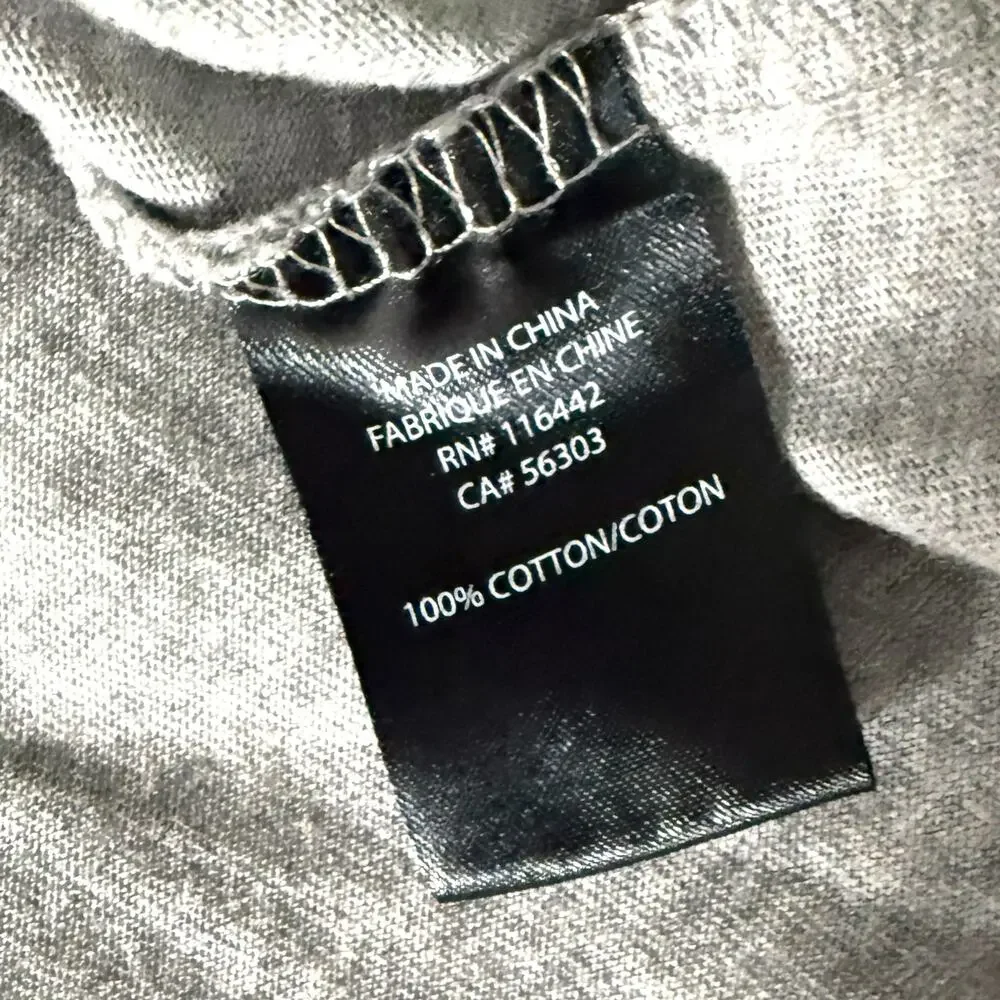 MADE IN CHINA
FABRIQUE EN CHINE
RN# 116442
CA# 56303
100% COTTON/COTON